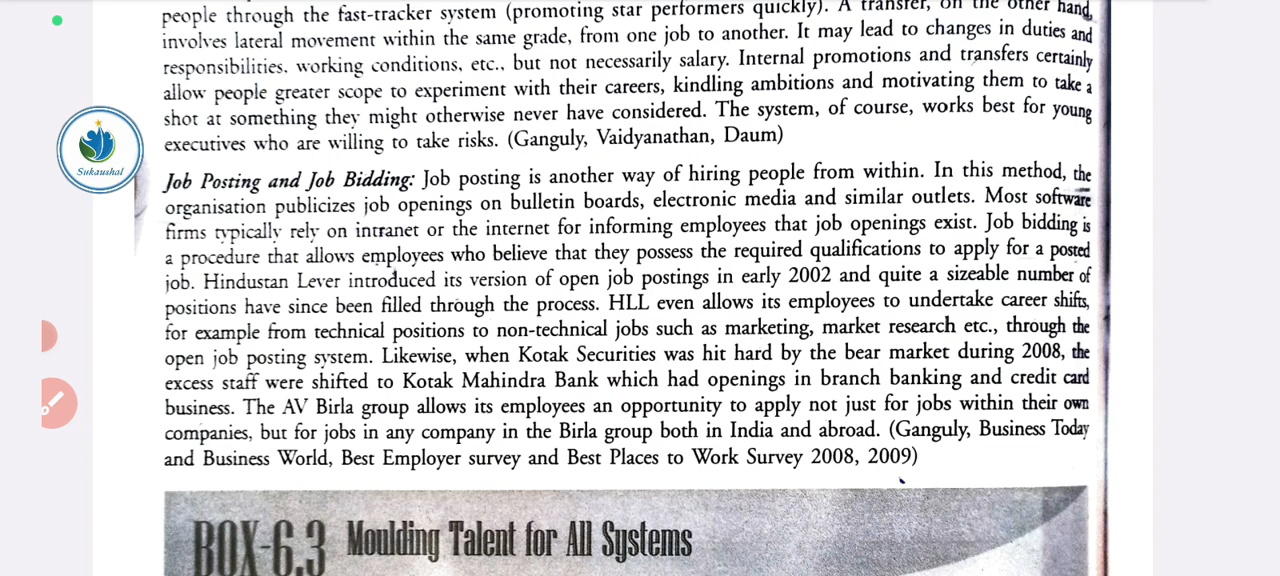 people through the fast-tracker system (promoting star performers quickly). A transfer, on the other hand,
involves lateral movement within the same grade, from one job to another. It may lead to changes in duties and
responsibilities, working conditions, etc., but not necessarily salary. Internal promotions and transfers certainly
allow people greater scope to experiment with their careers, kindling ambitions and motivating them to take a
shot at something they might otherwise never have considered. The system, of course, works best for young
executives who are willing to take risks. (Ganguly, Vaidyanathan, Daum)
Sukaushal
Job Posting and Job Bidding: Job posting is another way of hiring people from within. In this method, the
organisation publicizes job openings on bulletin boards, electronic media and similar outlets. Most software
firms typically rely on intranet or the internet for informing employees that job openings exist. Job bidding is
a procedure that allows employees who believe that they possess the required qualifications to apply for a posted
job. Hindustan Lever introduced its version of open job postings in early 2002 and quite a sizeable number of
positions have since been filled through the process. HLL even allows its employees to undertake career shifts,
for example from technical positions to non-technical jobs such as marketing, market research etc., through the
open job posting system. Likewise, when Kotak Securities was hit hard by the bear market during 2008, the
excess staff were shifted to Kotak Mahindra Bank which had openings in branch banking and credit card
business. The AV Birla group allows its employees an opportunity to apply not just for jobs within their own
companies, but for jobs in any company in the Birla group both in India and abroad. (Ganguly, Business Today
and Business World, Best Employer survey and Best Places to Work Survey 2008, 2009)
BOX-6.3 Moulding Talent for All Systems